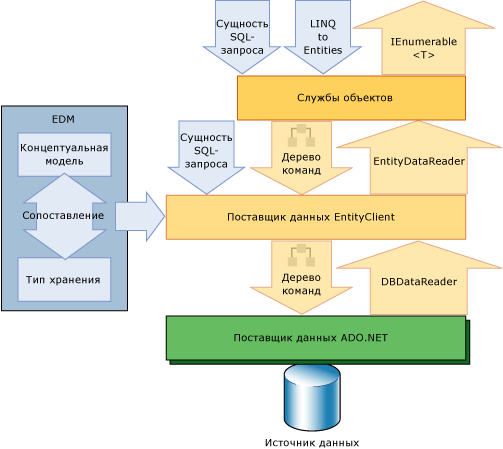 Сущность
SQL-
запроса
LINQ
to
Entities
IEnumerable
<T>
Службы объектов
EDM
Концептуальная
модель
Сопоставление
Тип хранения
Сущность
SQL-
запроса
Дерево
команд
EntityDataReader
Поставщик данных EntityClient
Дерево
команд
DBDataReader
Поставщик данных ADO.NET
Источник данных